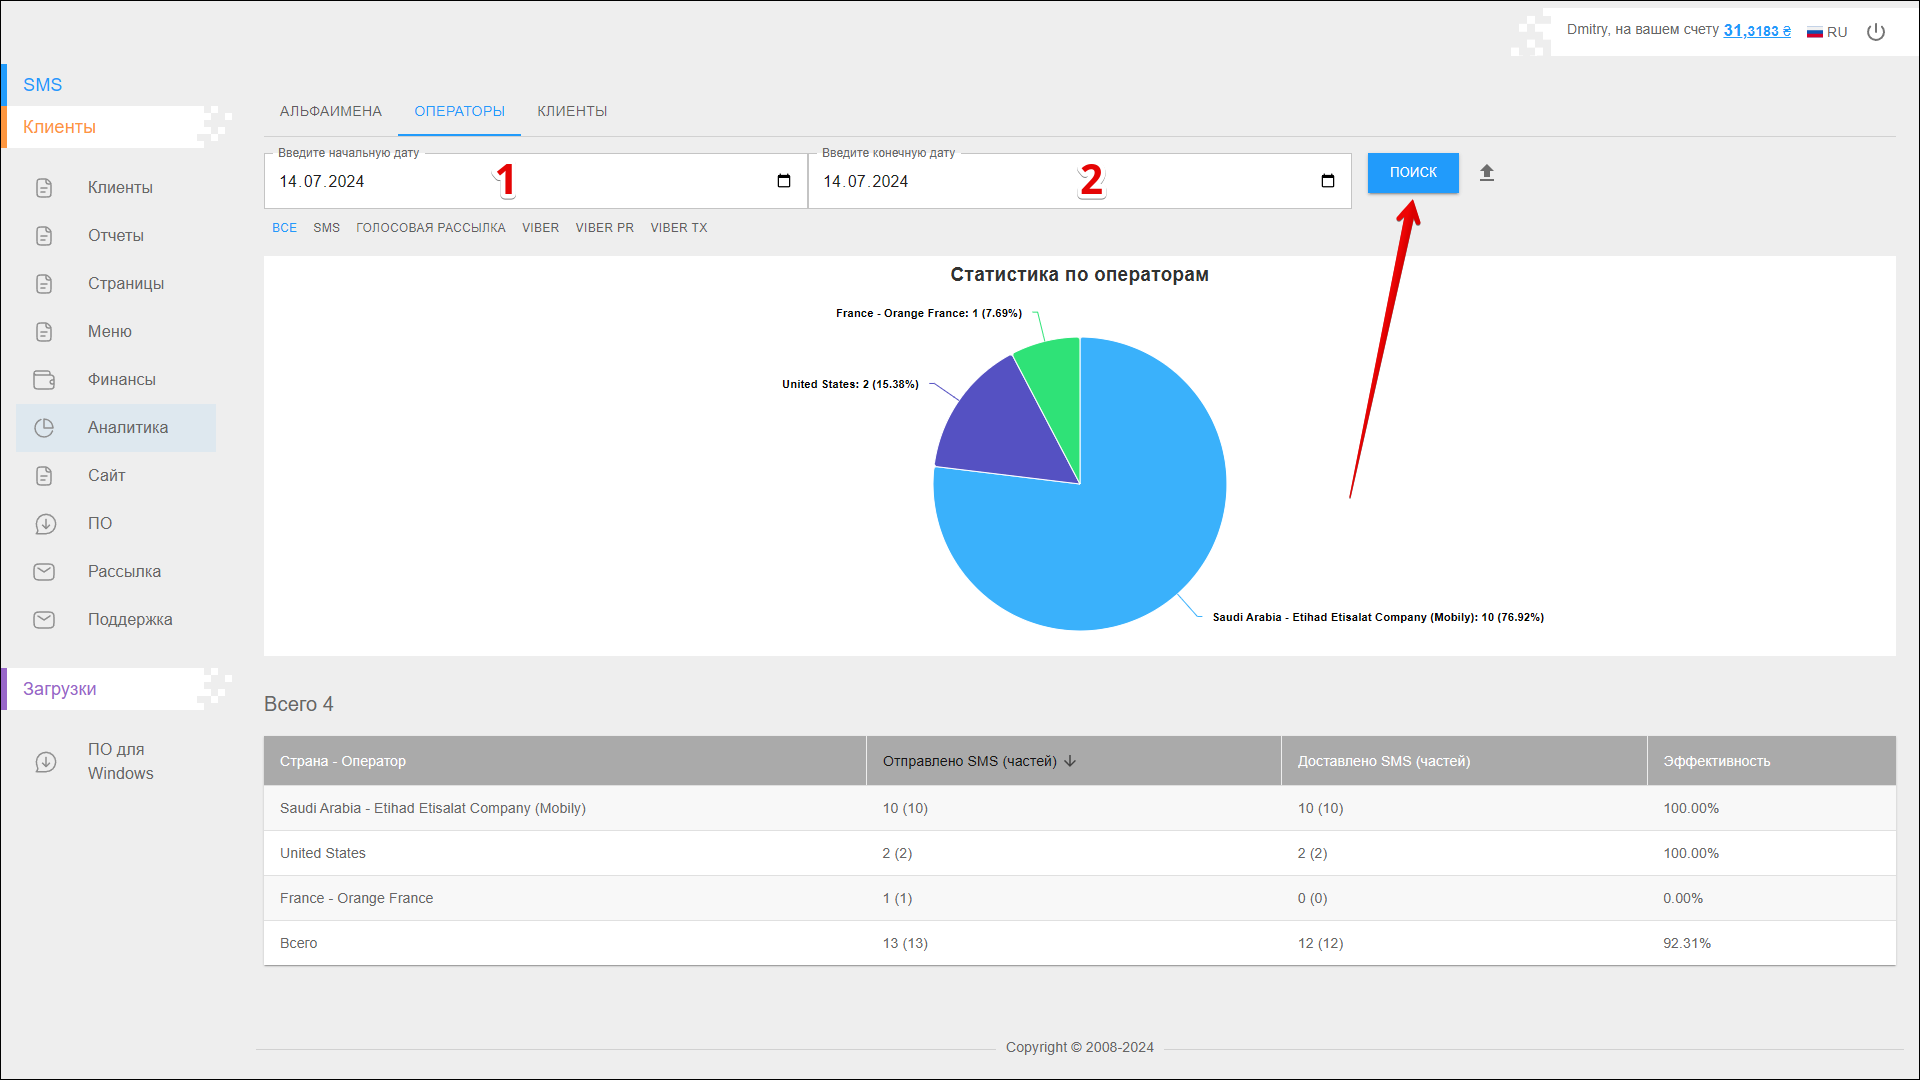 Dmitry, на вашем счету 31,3183 ₴
RU
SMS
Клиенты
Клиенты
Отчеты
Страницы
Меню
Финансы
Аналитика
Сайт
ПО
Рассылка
Поддержка
Загрузки
ПО для
Windows
АЛЬФАИМЕНА ОПЕРАТОРЫ КЛИЕНТЫ
Введите начальную дату
14.07.2024
1
Введите конечную дату
14.07.2024
2
ПОИСК
ВСЕ SMS ГОЛОСОВАЯ РАССЫЛКА VIBER VIBER PR VIBER TX
Статистика по операторам
France - Orange France: 1 (7.69%)
United States: 2 (15.38%)
Saudi Arabia - Etihad Etisalat Company (Mobily): 10 (76.92%)
Всего 4
Страна - Оператор Отправлено SMS (частей) Доставлено SMS (частей) Эффективность
Saudi Arabia - Etihad Etisalat Company (Mobily) 10 (10) 10 (10) 100.00%
United States 2 (2) 2 (2) 100.00%
France - Orange France 1 (1) 0 (0) 0.00%
Всего 13 (13) 12 (12) 92.31%
Copyright © 2008-2024